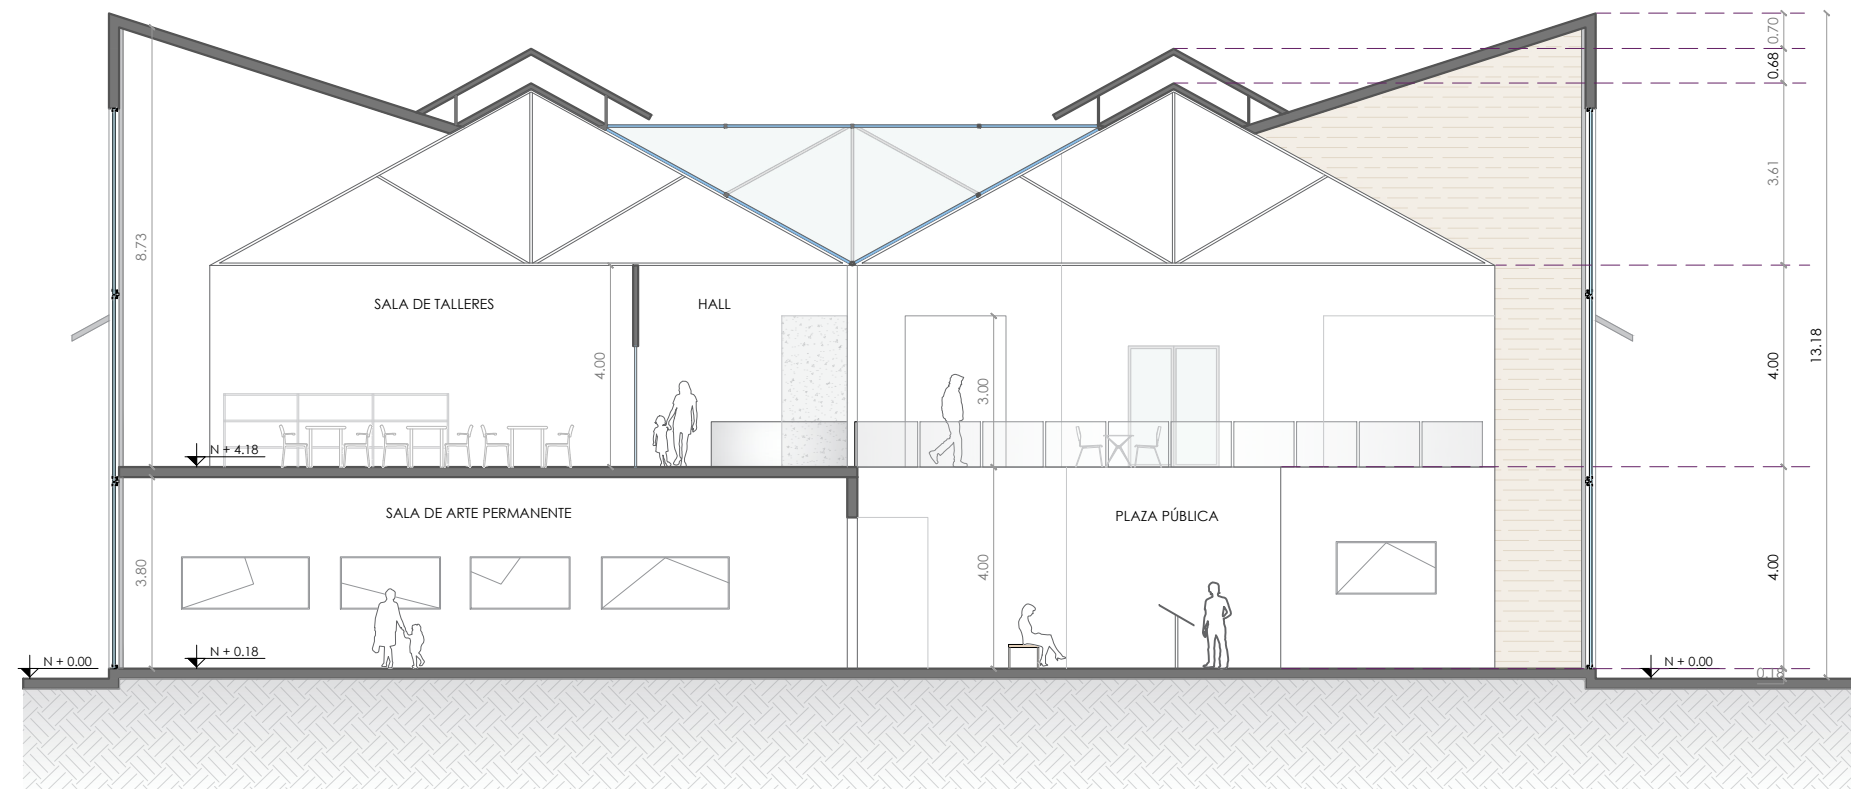 0.70
0.68
3.61
8.73
SALA DE TALLERES
HALL
4.00
3.00
4.00
13.18
N + 4.18
SALA DE ARTE PERMANENTE
PLAZA PÚBLICA
3.80
4.00
4.00
N + 0.00
N + 0.18
N + 0.00
0.18